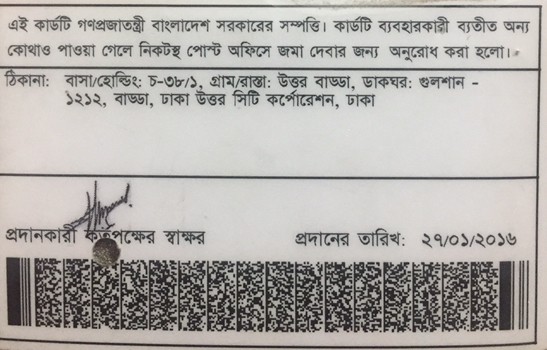 এই কার্ডটি গণপ্রজাতন্ত্রী বাংলাদেশ সরকারের সম্পত্তি। কার্ডটি ব্যবহারকারী ব্যতীত অন্য
কোথাও পাওয়া গেলে নিকটস্থ পোস্ট অফিসে জমা দেবার জন্য অনুরোধ করা হলো।
ঠিকানা: বাসা/হোল্ডিং: চ-৩৮/১, গ্রাম/রাস্তা: উত্তর বাড্ডা, ডাকঘর: গুলশান -
১২১২, বাড্ডা, ঢাকা উত্তর সিটি কর্পোরেশন, ঢাকা
প্রদানকারী কর্তৃপক্ষের স্বাক্ষর প্রদানের তারিখ: ২৭/০১/২০১৬